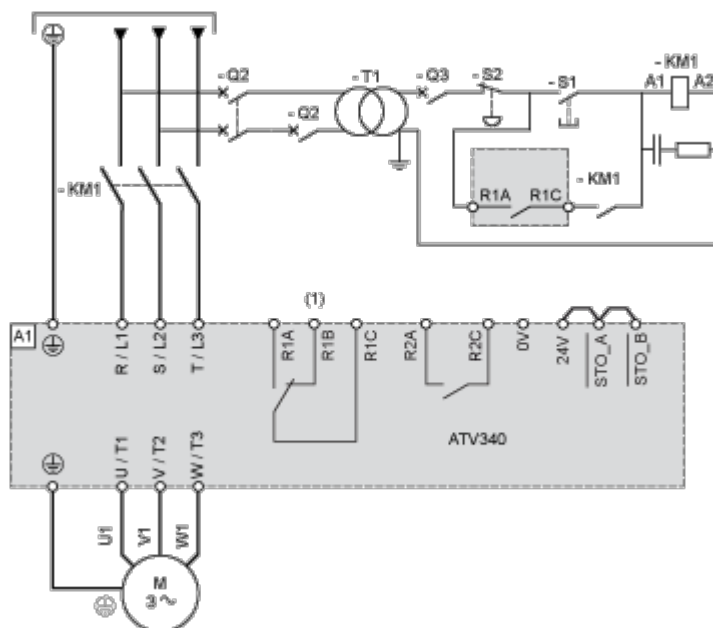 - Q2
- T1
- Q3
- S2
- S1
- KM1
A1
A2
- Q2
- KM1
- KM1
R1A
R1C
(1)
A1
R / L1
S / L2
T / L3
R1A
R1B
R1C
R2A
R2C
0V
24V
STO_A
STO_B
ATV340
U / T1
V / T2
W / T3
U1
V1
W1
M
3 ~